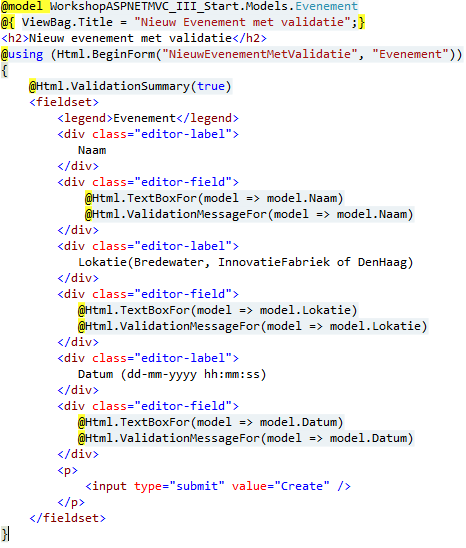 @model WorkshopASPNETMVC_III_Start.Models.Evenement
@{ ViewBag.Title = "Nieuw Evenement met validatie";}
<h2>Nieuw evenement met validatie</h2>
@using (Html.BeginForm("NieuwEvenementMetValidatie", "Evenement"))
{
    @Html.ValidationSummary(true)
    <fieldset>
        <legend>Evenement</legend>
        <div class="editor-label">
           Naam
        </div>
        <div class="editor-field">
            @Html.TextBoxFor(model => model.Naam)
            @Html.ValidationMessageFor(model => model.Naam)
        </div>
        <div class="editor-label">
           Lokatie(Bredewater, InnovatieFabriek of DenHaag)
        </div>
        <div class="editor-field">
           @Html.TextBoxFor(model => model.Lokatie)
           @Html.ValidationMessageFor(model => model.Lokatie)
        </div>
        <div class="editor-label">
           Datum (dd-mm-yyyy hh:mm:ss)
        </div>
        <div class="editor-field">
           @Html.TextBoxFor(model => model.Datum)
           @Html.ValidationMessageFor(model => model.Datum)
        </div>
        <p>
            <input type="submit" value="Create" />
        </p>
    </fieldset>
}